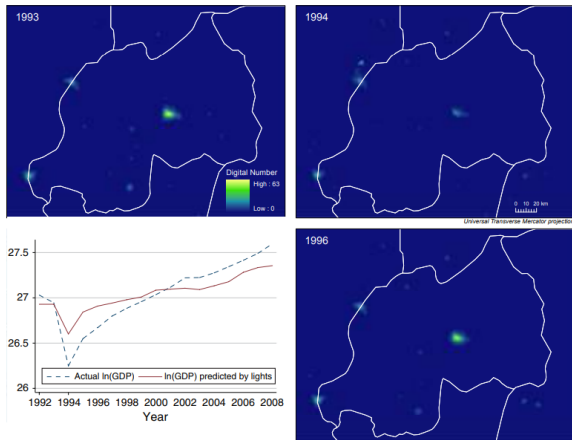 1993
Digital Number
High : 63
Low : 0
1994
0 10 20 km
Universal Transverse Mercator projection
27.5
27
26.5
26
Actual ln(GDP)
ln(GDP) predicted by lights
1992 1994 1996 1998 2000 2002 2004 2006 2008
Year
1996